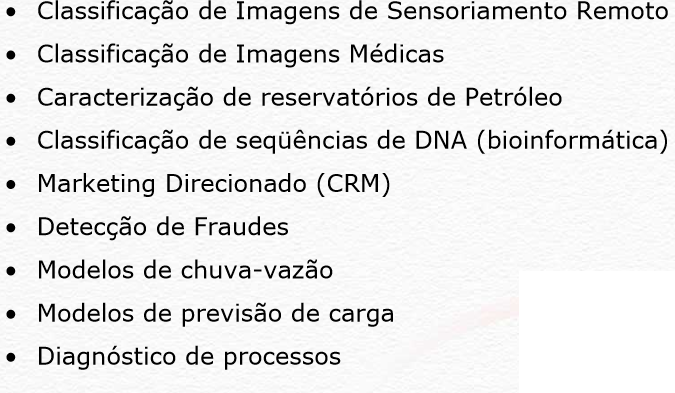 • Classificação de Imagens de Sensoriamento Remoto
• Classificação de Imagens Médicas
• Caracterização de reservatórios de Petróleo
• Classificação de seqüências de DNA (bioinformática)
• Marketing Direcionado (CRM)
• Detecção de Fraudes
• Modelos de chuva-vazão
• Modelos de previsão de carga
• Diagnóstico de processos